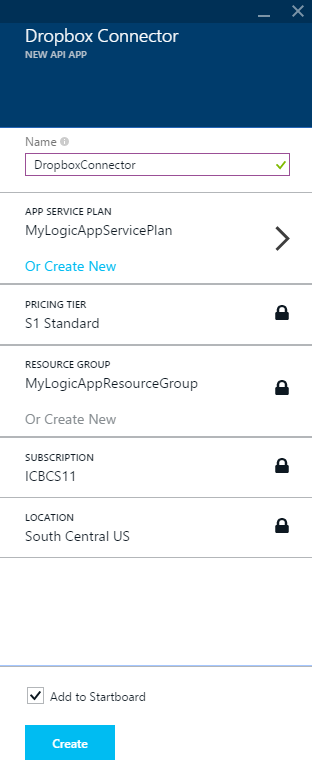 Dropbox Connector
NEW API APP
Name
DropboxConnector
APP SERVICE PLAN
MyLogicAppServicePlan
Or Create New
PRICING TIER
S1 Standard
RESOURCE GROUP
MyLogicAppResourceGroup
Or Create New
SUBSCRIPTION
ICBCS11
LOCATION
South Central US
Add to Startboard
Create